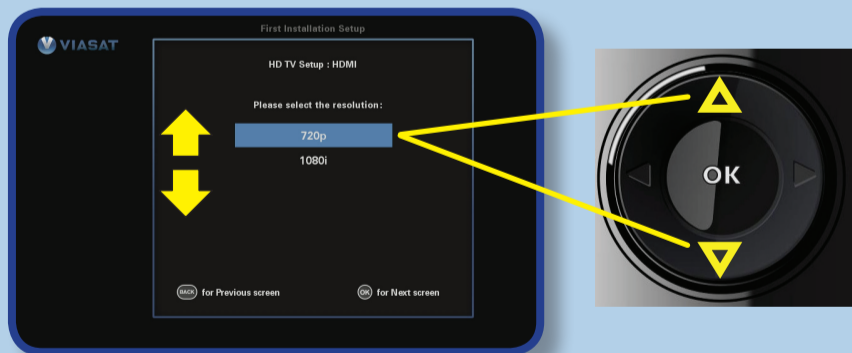 First Installation Setup
VIASAT
HD TV Setup : HDMI
Please select the resolution:
720p
1080i
BACK for Previous screen
OK for Next screen
OK